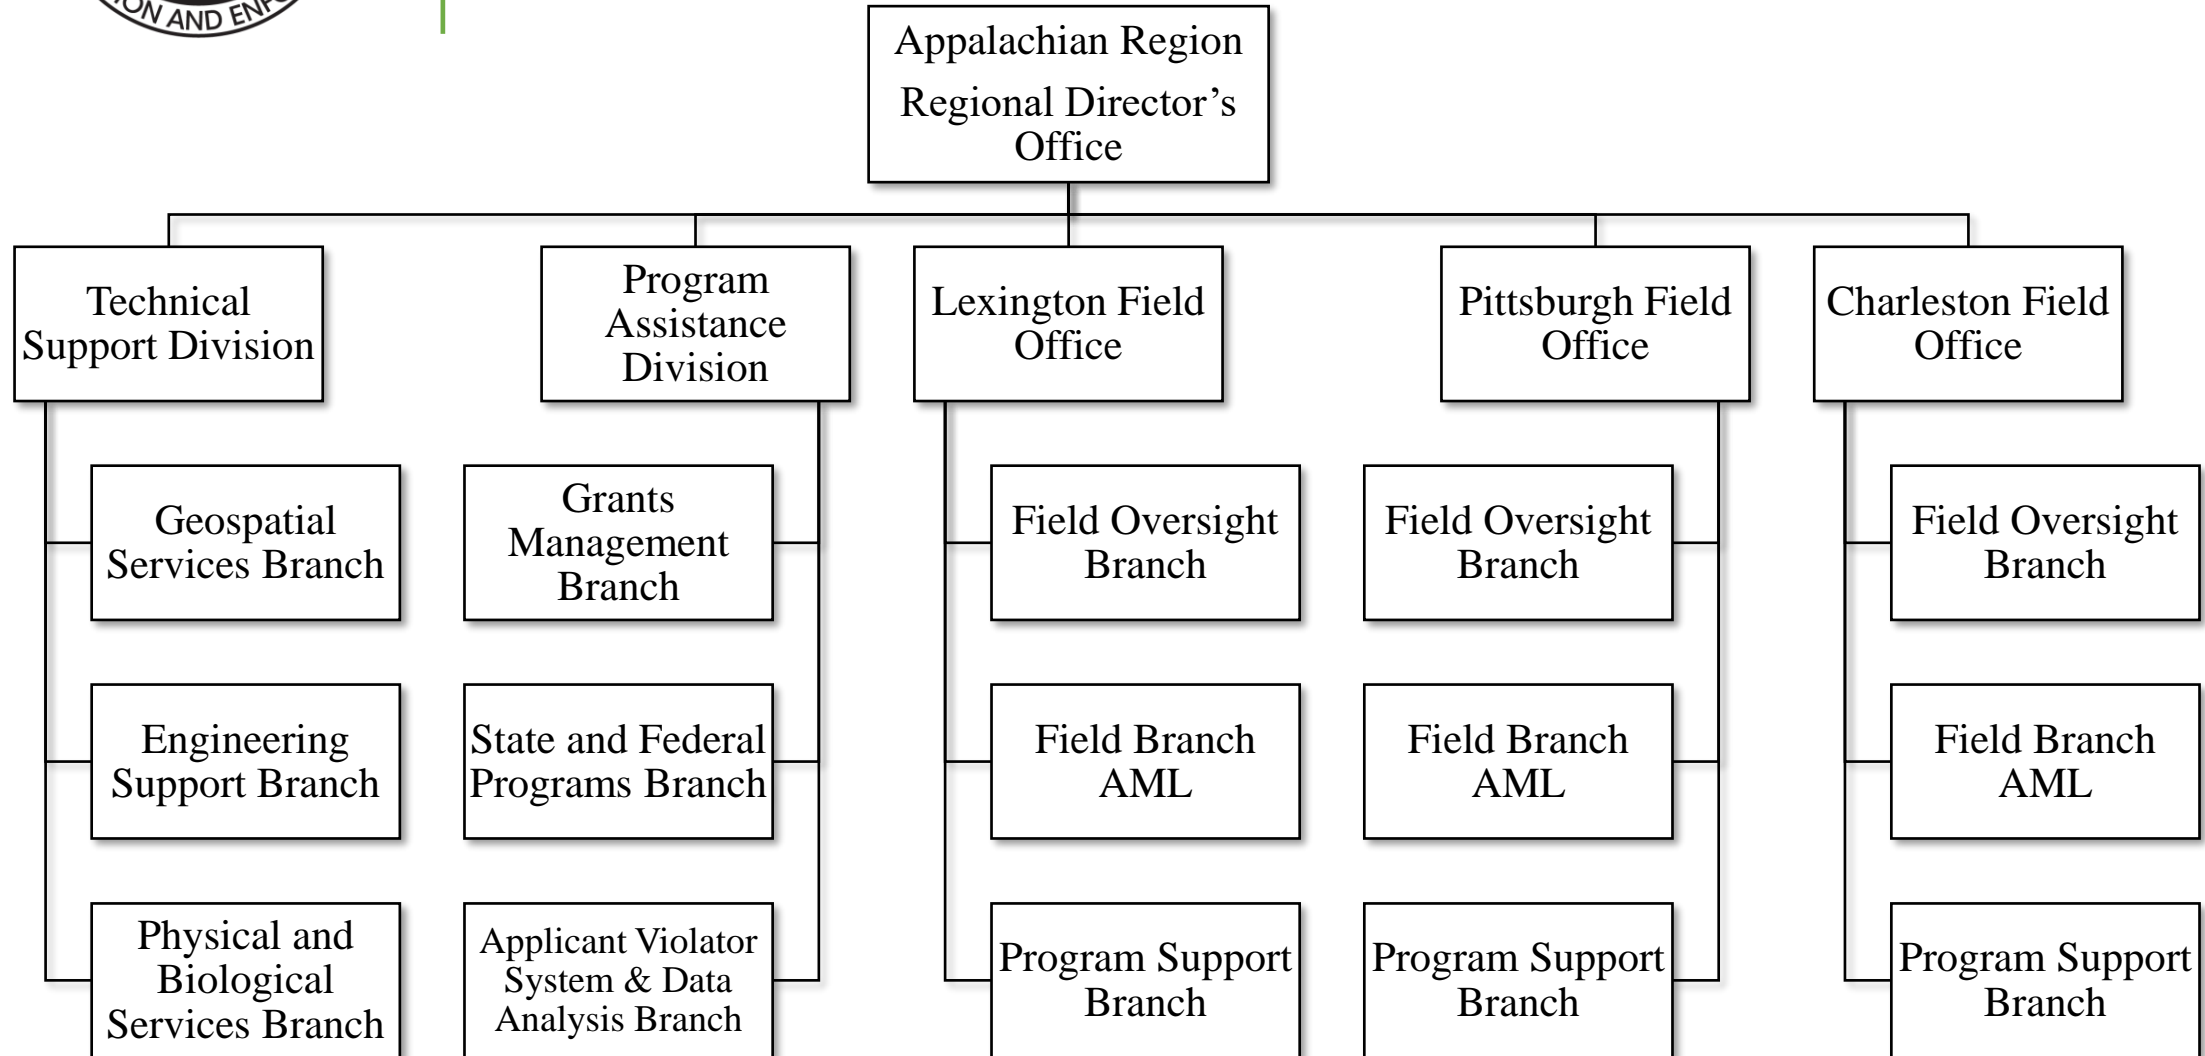 AND
Appalachian Region
Regional Director’s
Office
Technical
Support Division
Program
Assistance
Division
Lexington Field
Office
Pittsburgh Field
Office
Charleston Field
Office
Geospatial
Services Branch
Grants
Management
Branch
Field Oversight
Branch
Field Oversight
Branch
Field Oversight
Branch
Engineering
Support Branch
State and Federal
Programs Branch
Field Branch
AML
Field Branch
AML
Field Branch
AML
Physical and
Biological
Services Branch
Applicant Violator
System & Data
Analysis Branch
Program Support
Branch
Program Support
Branch
Program Support
Branch